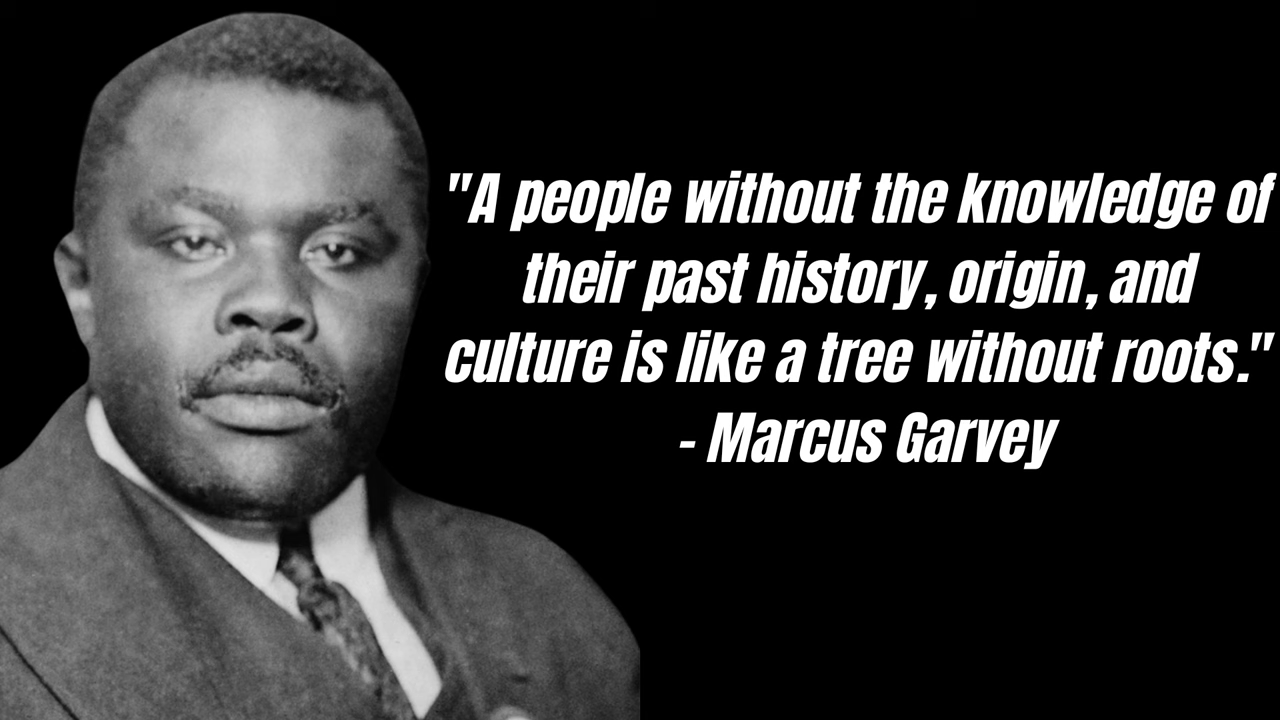 "A people without the knowledge of
their past history, origin, and
culture is like a tree without roots."
- Marcus Garvey